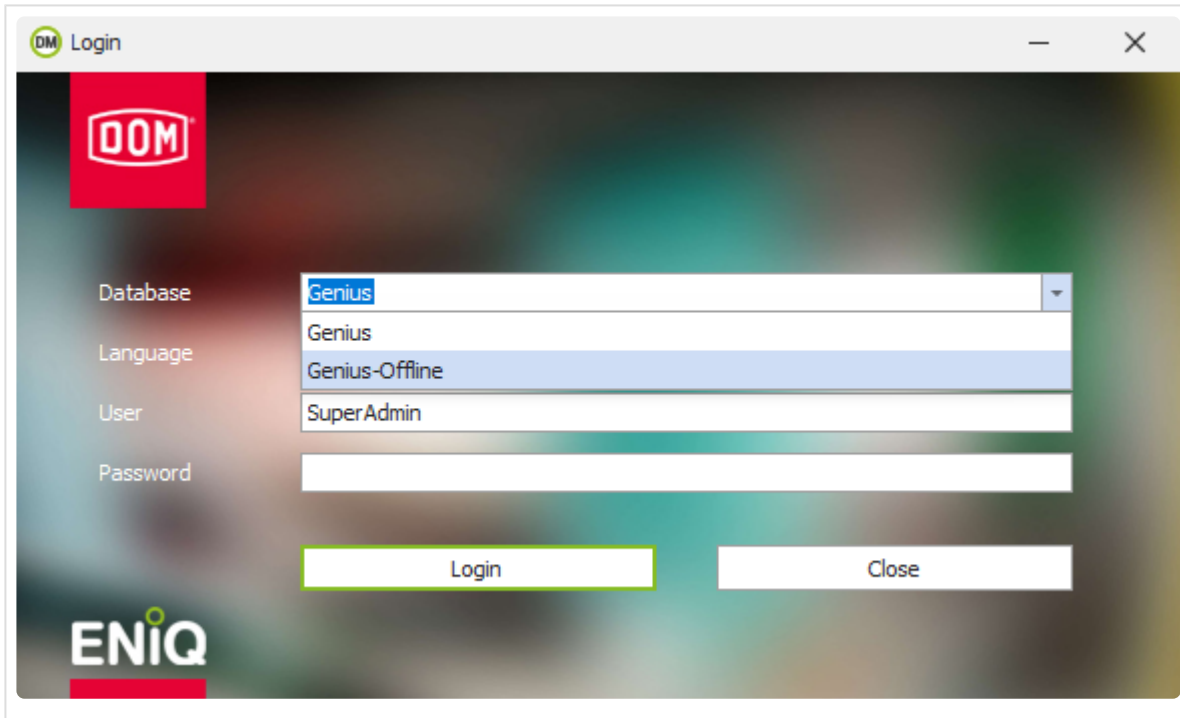 DM Login
DOM
Database Genius
Genius
Language
Genius-Offline
User SuperAdmin
Password
Login Close
ENiQ